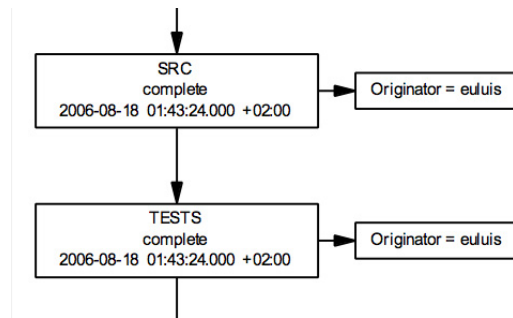 SRC
complete
2006-08-18 01:43:24.000 +02:00
Originator = euluis
TESTS
complete
2006-08-18 01:43:24.000 +02:00
Originator = euluis